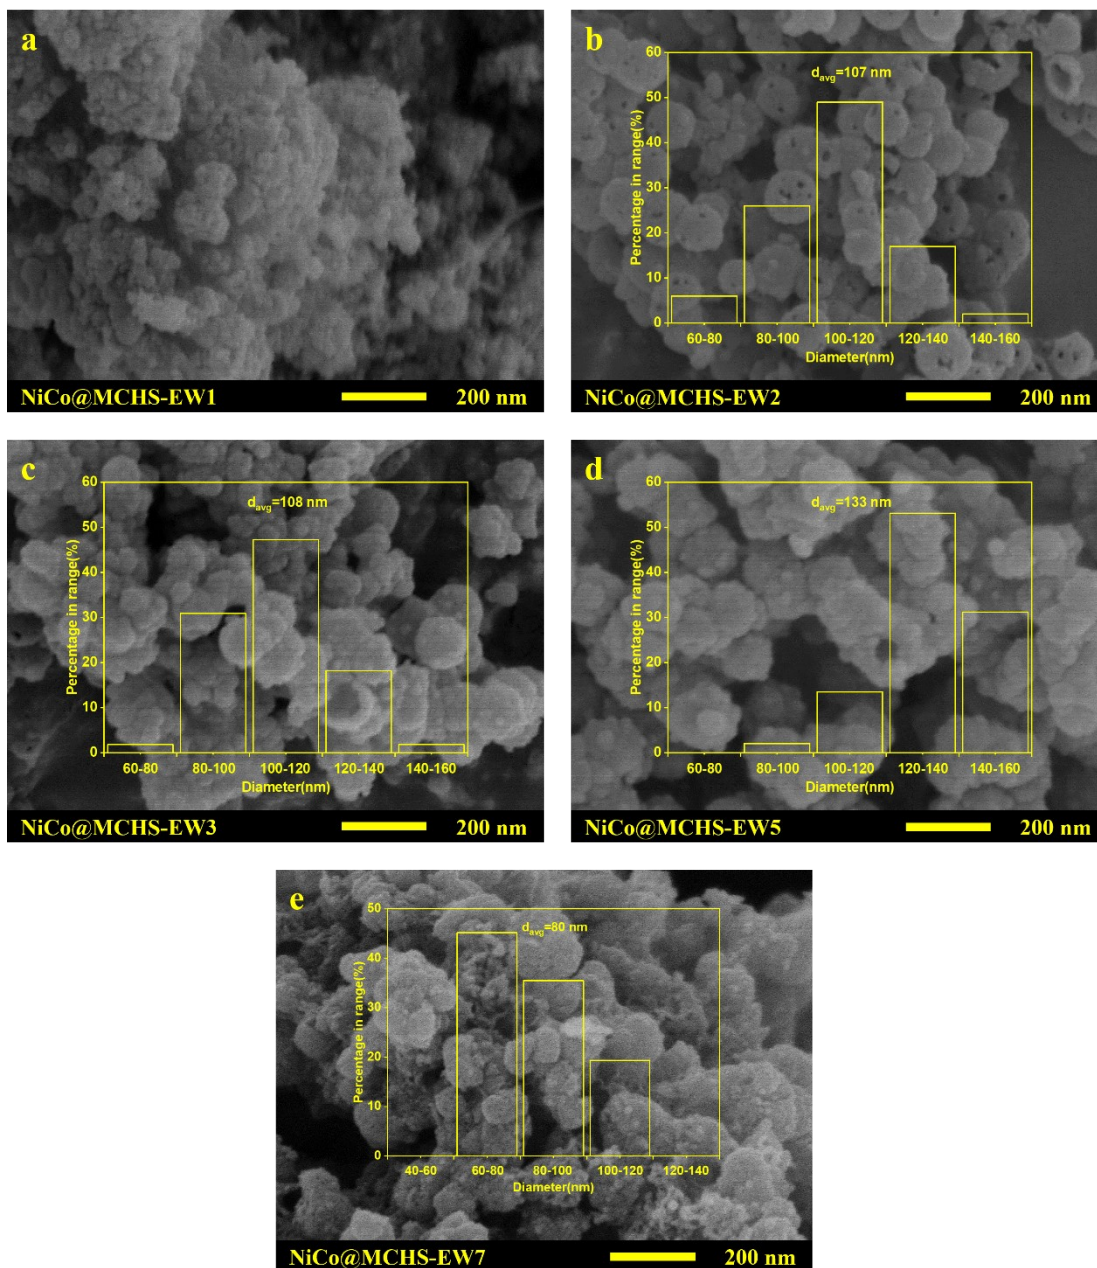 a
NiCo@MCHS-EW1
200 nm
b
davg=107 nm
Percentage in range(%)
60
50
40
30
20
10
0
60-80
80-100
100-120
120-140
140-160
Diameter(nm)
NiCo@MCHS-EW2
200 nm
c
davg=108 nm
Percentage in range(%)
60
50
40
30
20
10
0
60-80
80-100
100-120
120-140
140-160
Diameter(nm)
NiCo@MCHS-EW3
200 nm
d
davg=133 nm
Percentage in range(%)
60
50
40
30
20
10
0
60-80
80-100
100-120
120-140
140-160
Diameter(nm)
NiCo@MCHS-EW5
200 nm
e
davg=80 nm
Percentage in range(%)
50
40
30
20
10
0
40-60
60-80
80-100
100-120
120-140
Diameter(nm)
NiCo@MCHS-EW7
200 nm